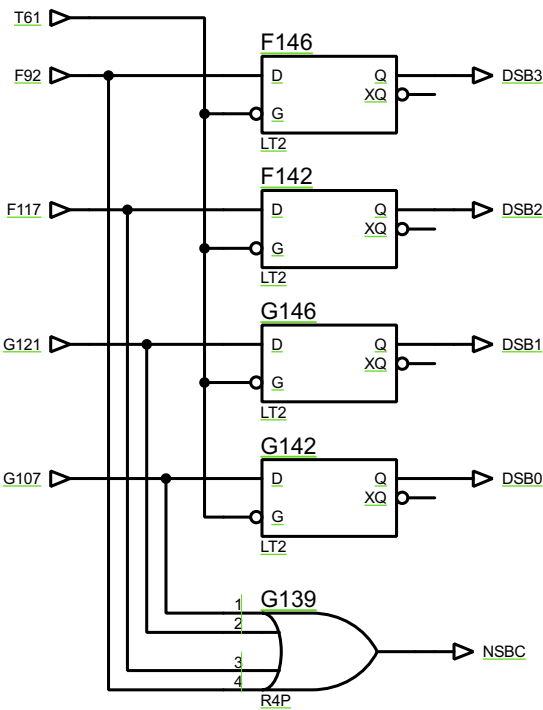 T61
F146
F92
D
Q
DSB3
XQ
G
LT2
F142
F117
D
Q
DSB2
XQ
G
LT2
G146
G121
D
Q
DSB1
XQ
G
LT2
G142
G107
D
Q
DSB0
XQ
G
LT2
G139
1
2
NSBC
3
4
R4P